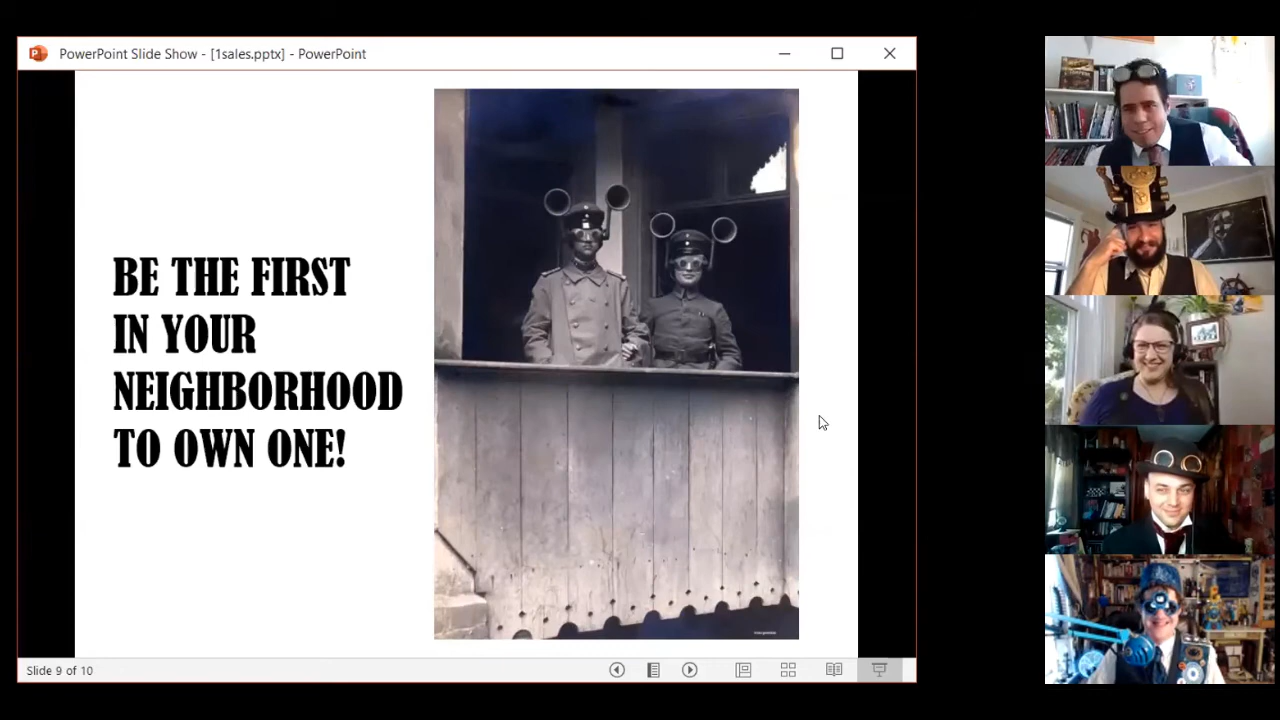 PowerPoint Slide Show - [1sales.pptx] - PowerPoint
BE THE FIRST
IN YOUR
NEIGHBORHOOD
TO OWN ONE!
Slide 9 of 10